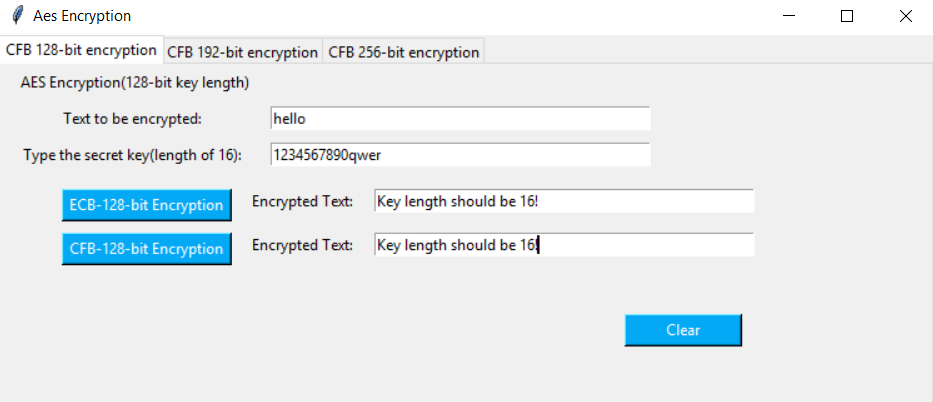 Aes Encryption
CFB 128-bit encryption CFB 192-bit encryption CFB 256-bit encryption
AES Encryption(128-bit key length)
Text to be encrypted: hello
Type the secret key(length of 16): 1234567890qwer
ECB-128-bit Encryption Encrypted Text: Key length should be 16!
CFB-128-bit Encryption Encrypted Text: Key length should be 16!
Clear